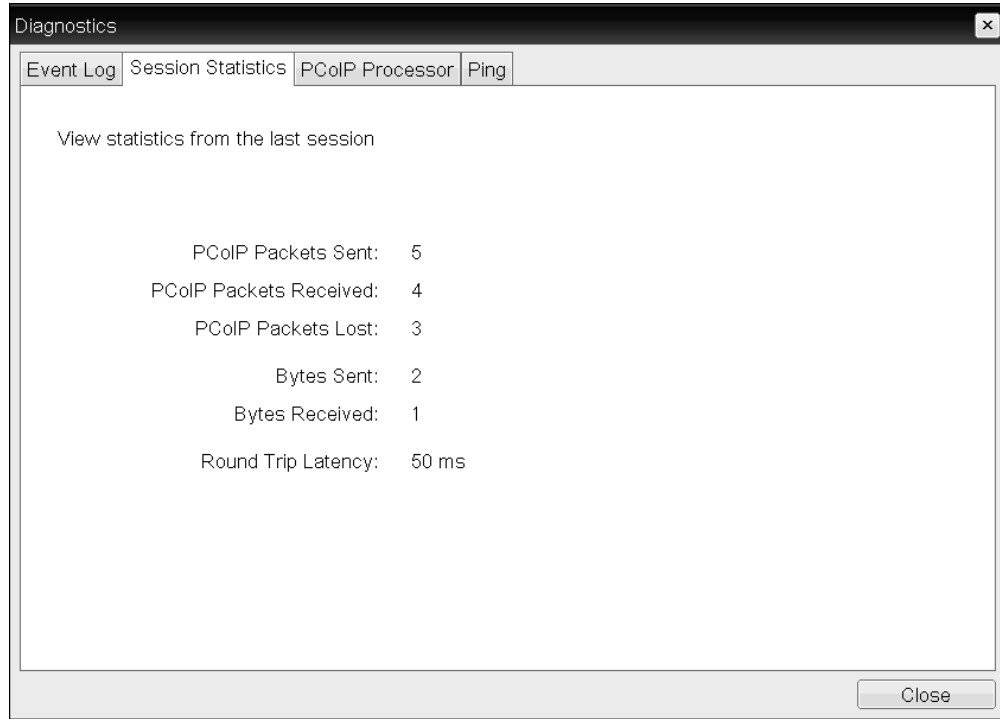 Diagnostics
Event Log Session Statistics PCoIP Processor Ping
View statistics from the last session
PCoIP Packets Sent: 5
PCoIP Packets Received: 4
PCoIP Packets Lost: 3
Bytes Sent: 2
Bytes Received: 1
Round Trip Latency: 50 ms
Close